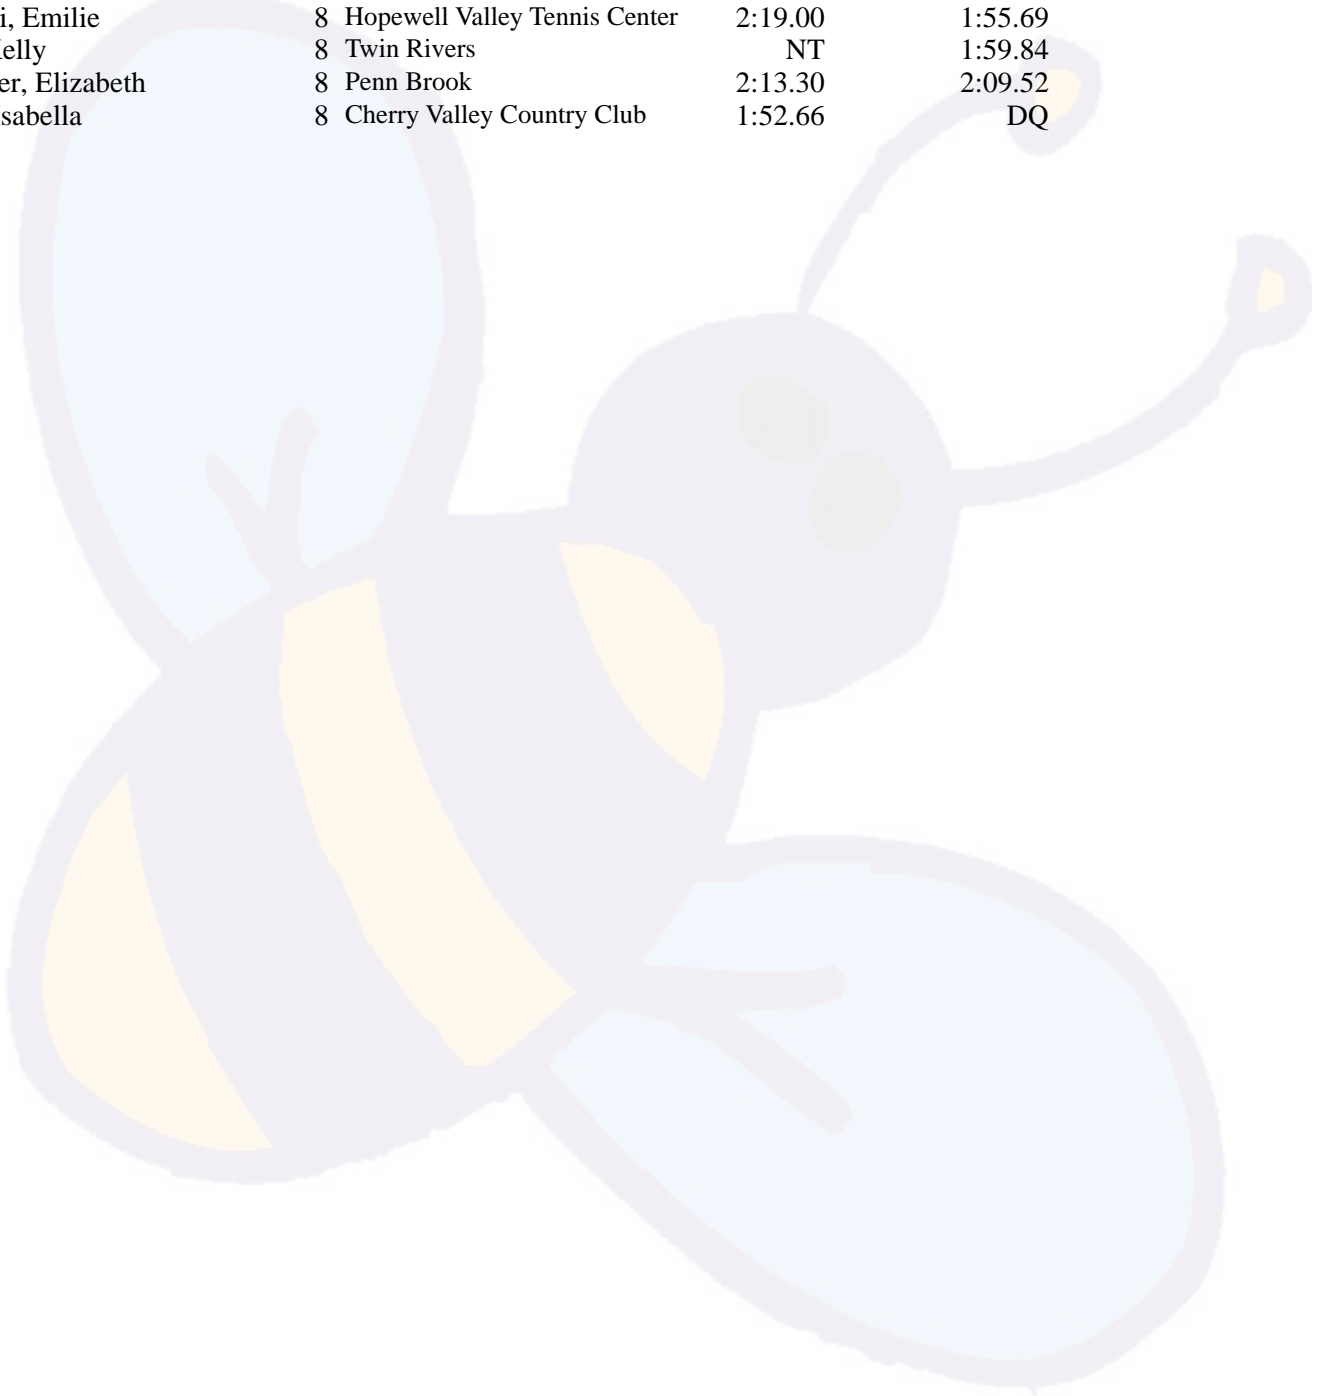 i, Emilie 8 Hopewell Valley Tennis Center 2:19.00 1:55.69
Kelly 8 Twin Rivers NT 1:59.84
er, Elizabeth 8 Penn Brook 2:13.30 2:09.52
Isabella 8 Cherry Valley Country Club 1:52.66 DQ